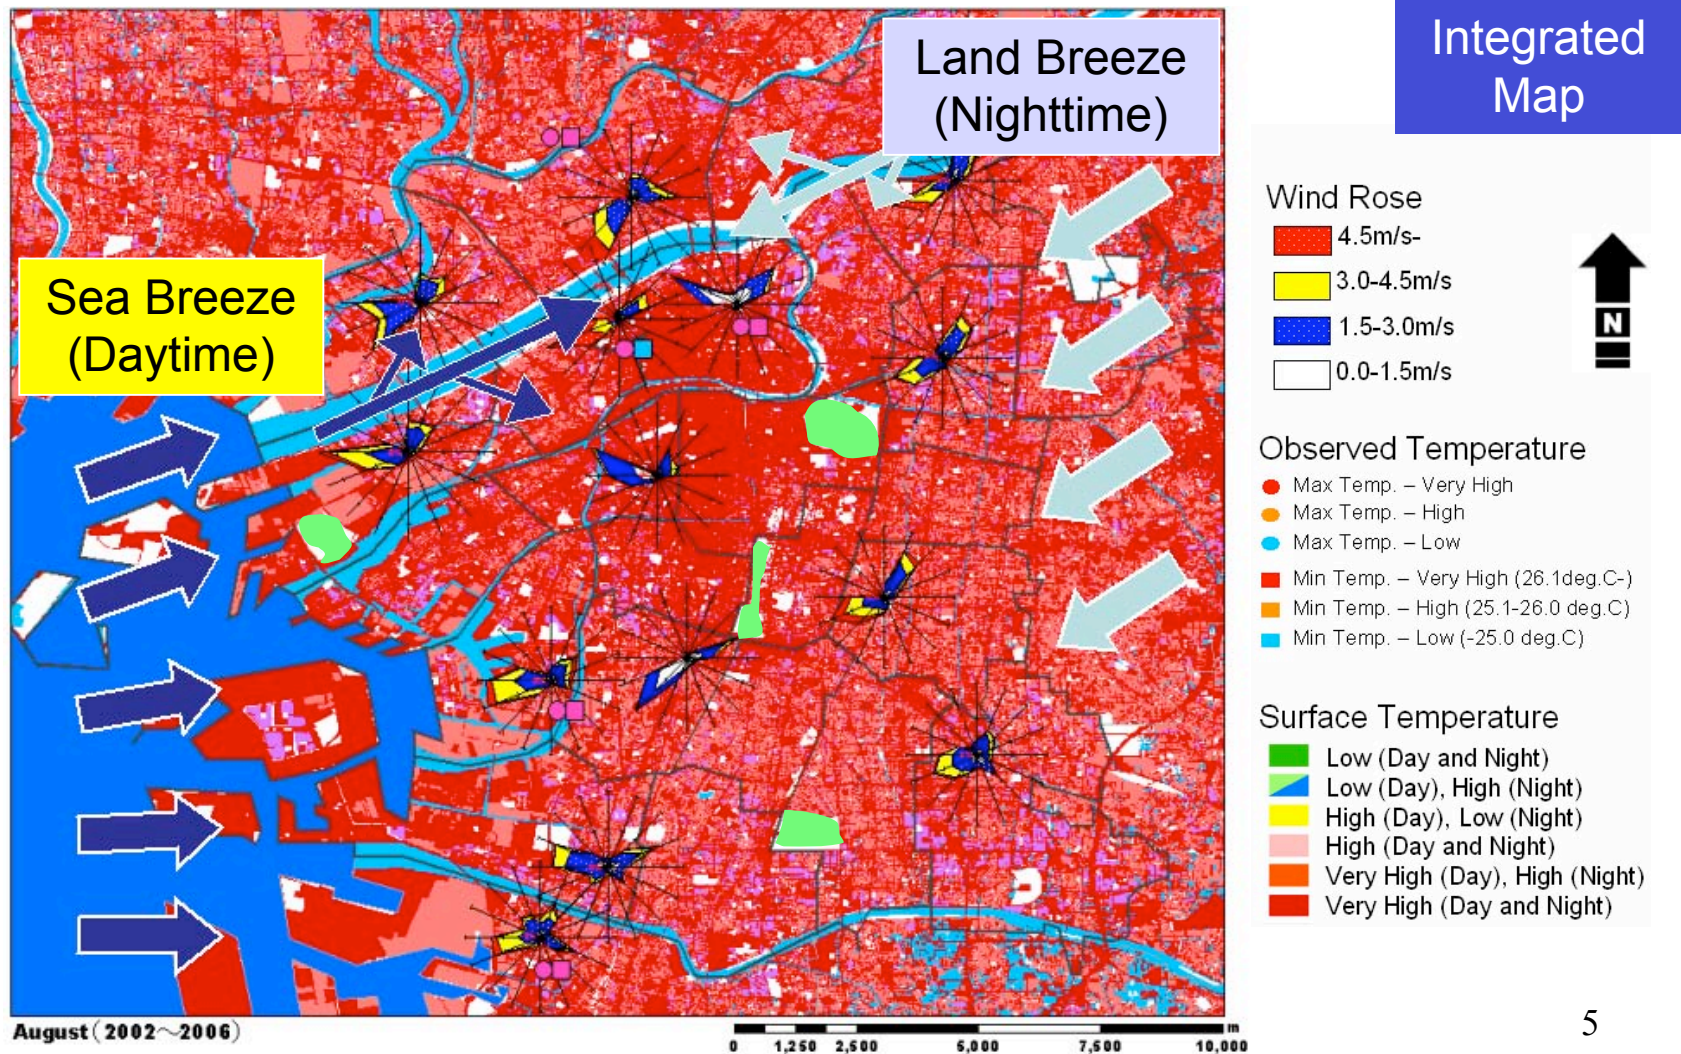 Integrated
Map
Land Breeze
(Nighttime)
Sea Breeze
(Daytime)
Wind Rose
4.5m/s-
3.0-4.5m/s
1.5-3.0m/s
0.0-1.5m/s
N
Observed Temperature
Max Temp. – Very High
Max Temp. – High
Max Temp. – Low
Min Temp. – Very High (26.1deg.C-)
Min Temp. – High (25.1-26.0 deg.C)
Min Temp. – Low (-25.0 deg.C)
Surface Temperature
Low (Day and Night)
Low (Day), High (Night)
High (Day), Low (Night)
High (Day and Night)
Very High (Day), High (Night)
Very High (Day and Night)
August(2002～2006)
m
0 1,250 2,500 5,000 7,500 10,000
5